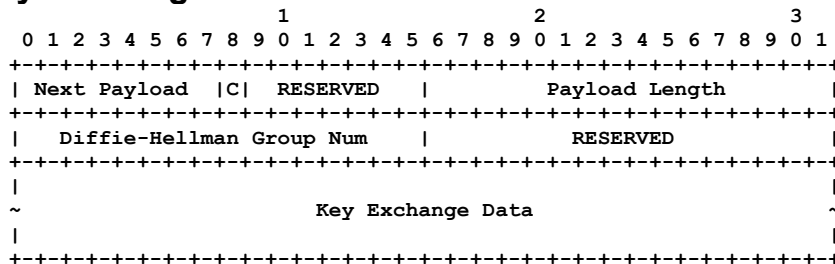 1                   2                   3
 0 1 2 3 4 5 6 7 8 9 0 1 2 3 4 5 6 7 8 9 0 1 2 3 4 5 6 7 8 9 0 1
+-+-+-+-+-+-+-+-+-+-+-+-+-+-+-+-+-+-+-+-+-+-+-+-+-+-+-+-+-+-+-+-+
| Next Payload  |C|  RESERVED   |         Payload Length        |
+-+-+-+-+-+-+-+-+-+-+-+-+-+-+-+-+-+-+-+-+-+-+-+-+-+-+-+-+-+-+-+-+
|   Diffie-Hellman Group Num    |           RESERVED            |
+-+-+-+-+-+-+-+-+-+-+-+-+-+-+-+-+-+-+-+-+-+-+-+-+-+-+-+-+-+-+-+-+
|                                                               |
~                       Key Exchange Data                       ~
|                                                               |
+-+-+-+-+-+-+-+-+-+-+-+-+-+-+-+-+-+-+-+-+-+-+-+-+-+-+-+-+-+-+-+-+